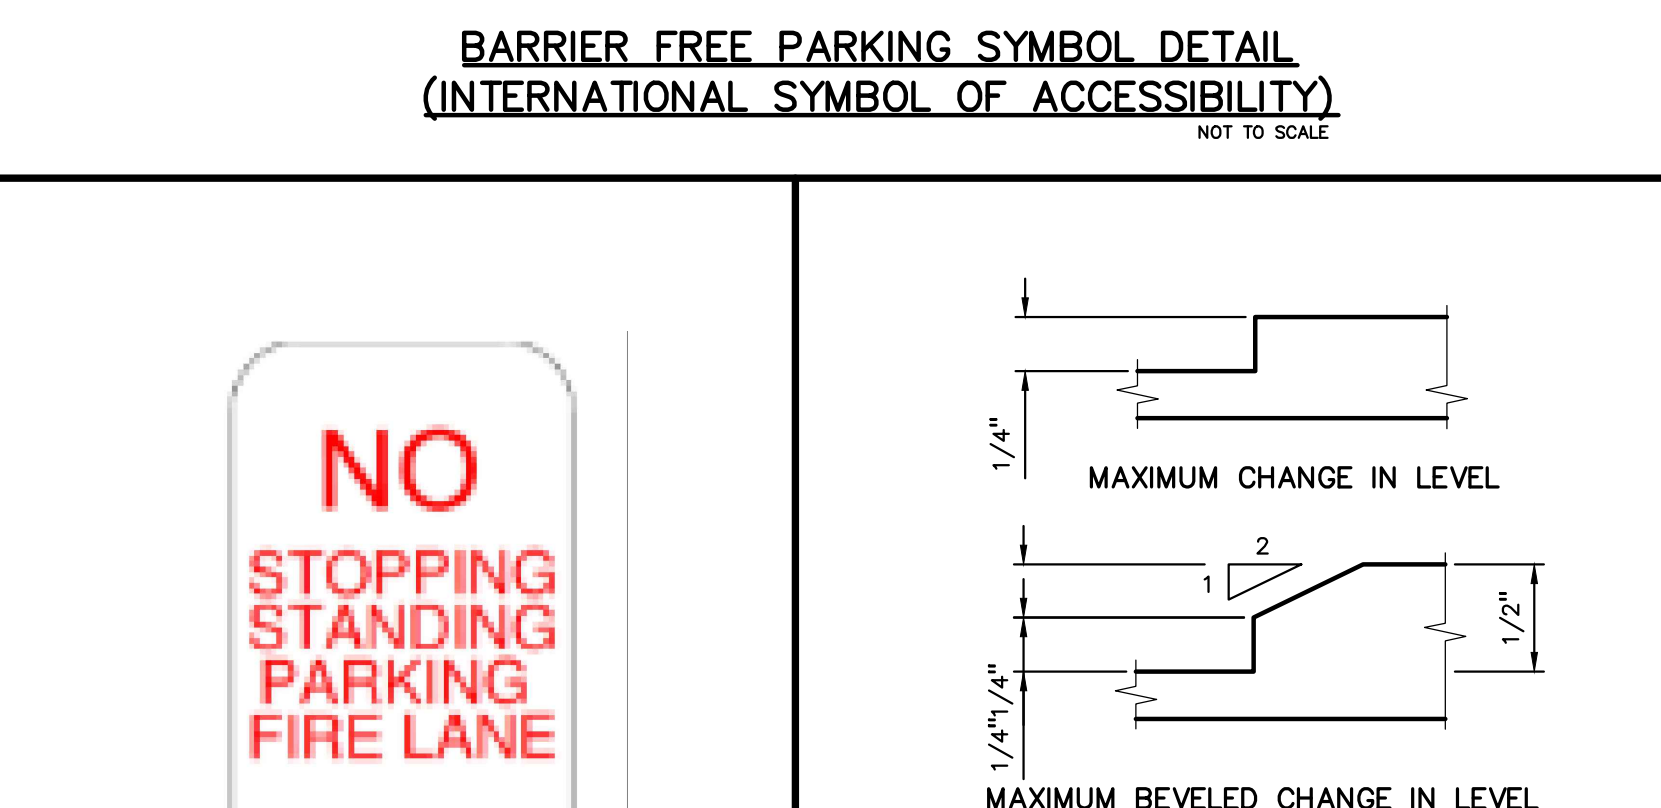 BARRIER FREE PARKING SYMBOL DETAIL
(INTERNATIONAL SYMBOL OF ACCESSIBILITY)
NOT TO SCALE
NO
STOPPING
STANDING
PARKING
FIRE LANE
1/4"
MAXIMUM CHANGE IN LEVEL
2
1
1/2"
1/4"
1/4"
MAXIMUM BEVELED CHANGE IN LEVEL